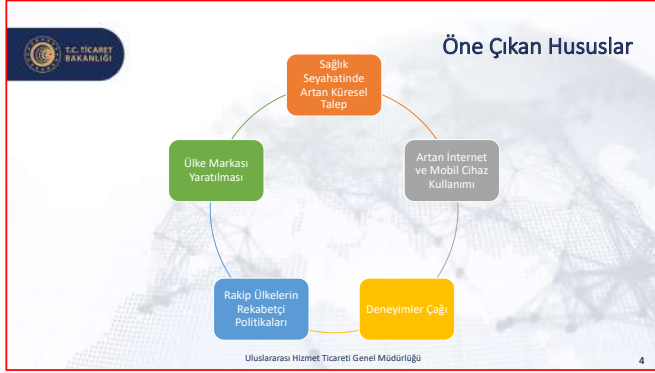 T.C. TİCARET
BAKANLIĞI
Öne Çıkan Hususlar
Sağlık
Seyahatinde
Artan Küresel
Talep
Artan İnternet
ve Mobil Cihaz
Kullanımı
Deneyimler Çağı
Rakip Ülkelerin
Rekabetçi
Politikaları
Ülke Markası
Yaratılması
Uluslararası Hizmet Ticareti Genel Müdürlüğü
4